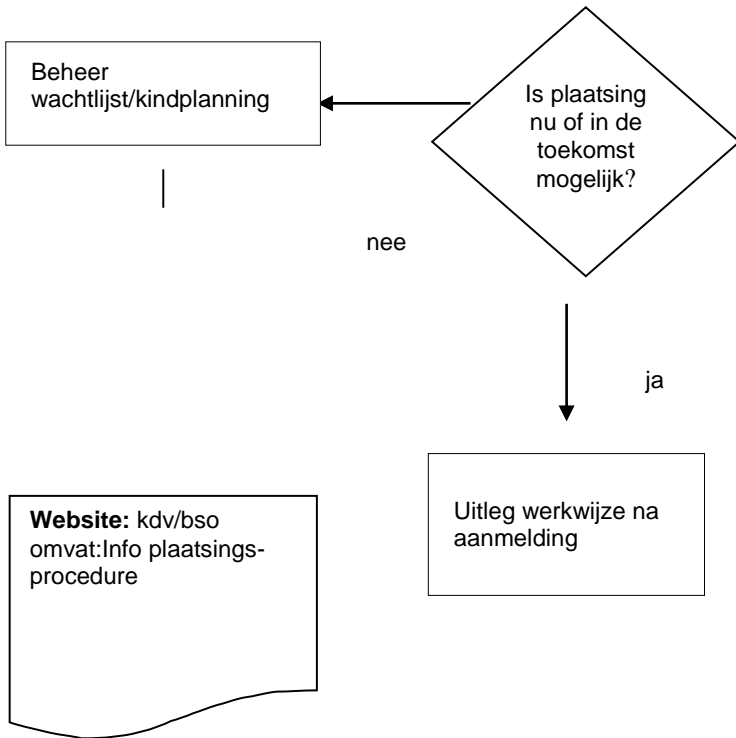 Beheer
wachtlijst/kindplanning
Is plaatsing
nu of in de
toekomst
mogelijk?
nee
ja
Uitleg werkwijze na
aanmelding
Website: kdv/bso
omvat:Info plaatsings-
procedure